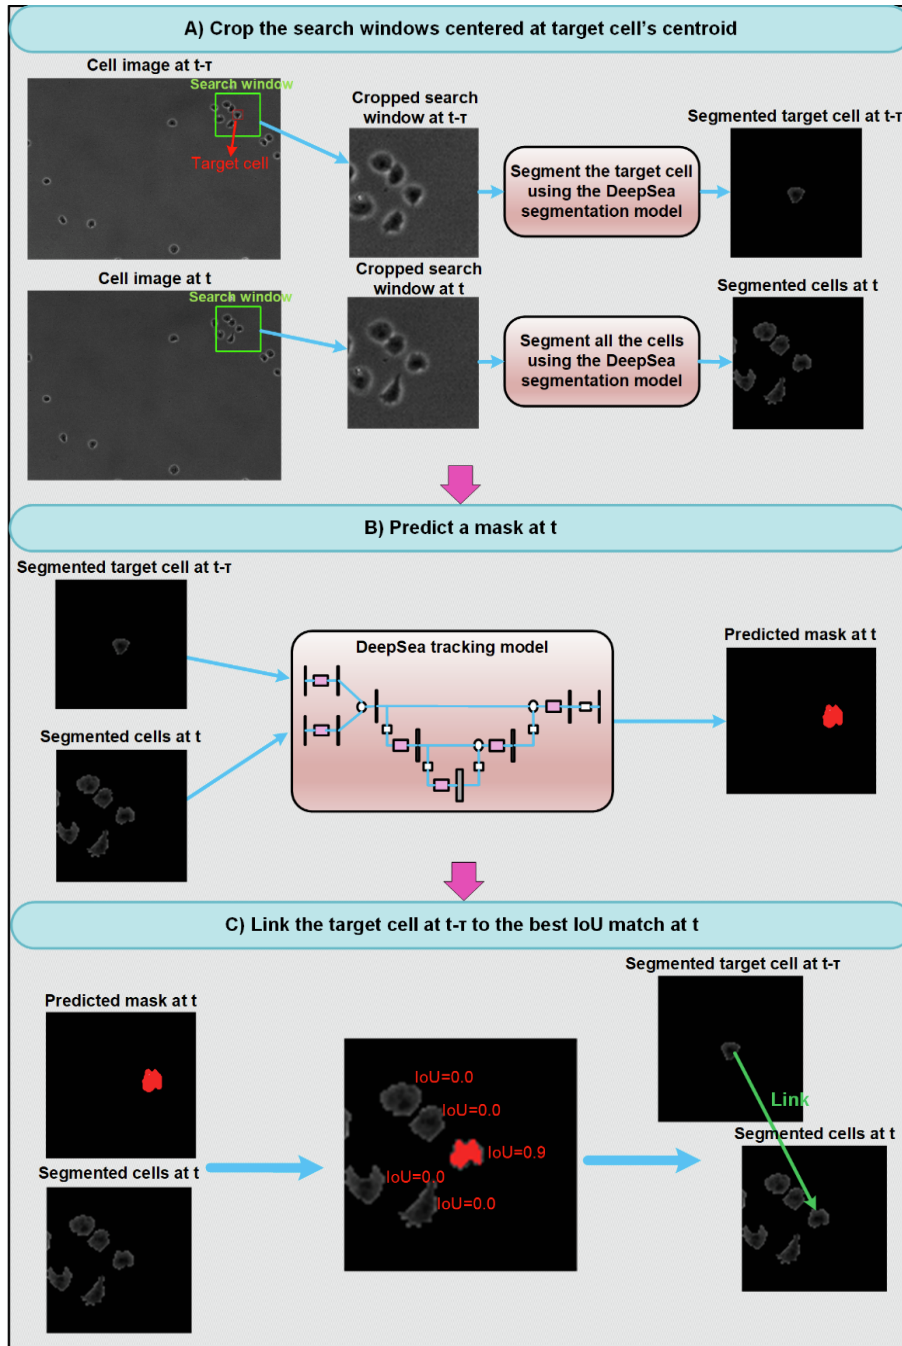 A) Crop the search windows centered at target cell's centroid
Cell image at t-τ
Search window
Target cell
Cropped search
window at t-τ
Segment the target cell
using the DeepSea
segmentation model
Segmented target cell at t-τ
Cell image at t
Search window
Cropped search
window at t
Segment all the cells
using the DeepSea
segmentation model
Segmented cells at t
B) Predict a mask at t
Segmented target cell at t-τ
Segmented cells at t
DeepSea tracking model
Predicted mask at t
C) Link the target cell at t-τ to the best IoU match at t
Predicted mask at t
Segmented cells at t
IoU=0.0
IoU=0.0
IoU=0.9
IoU=0.0
IoU=0.0
Segmented target cell at t-τ
Link
Segmented cells at t